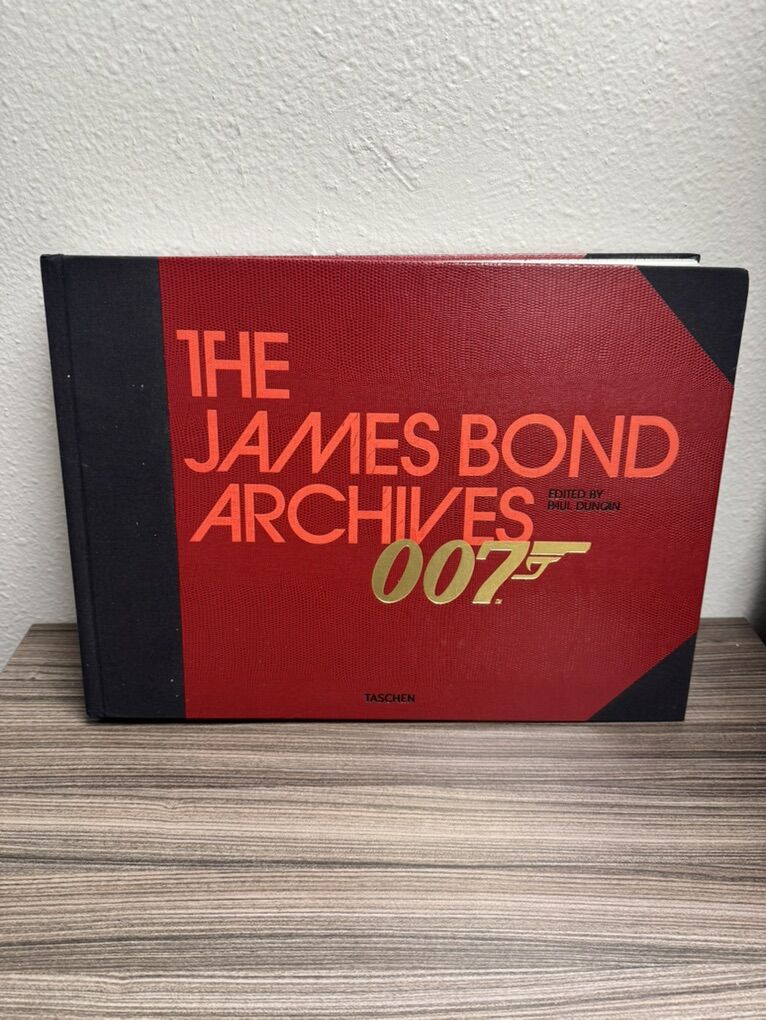 THE
JAMES BOND
ARCHIVES
EDITED BY
PAUL DUNCAN
007
TASCHEN